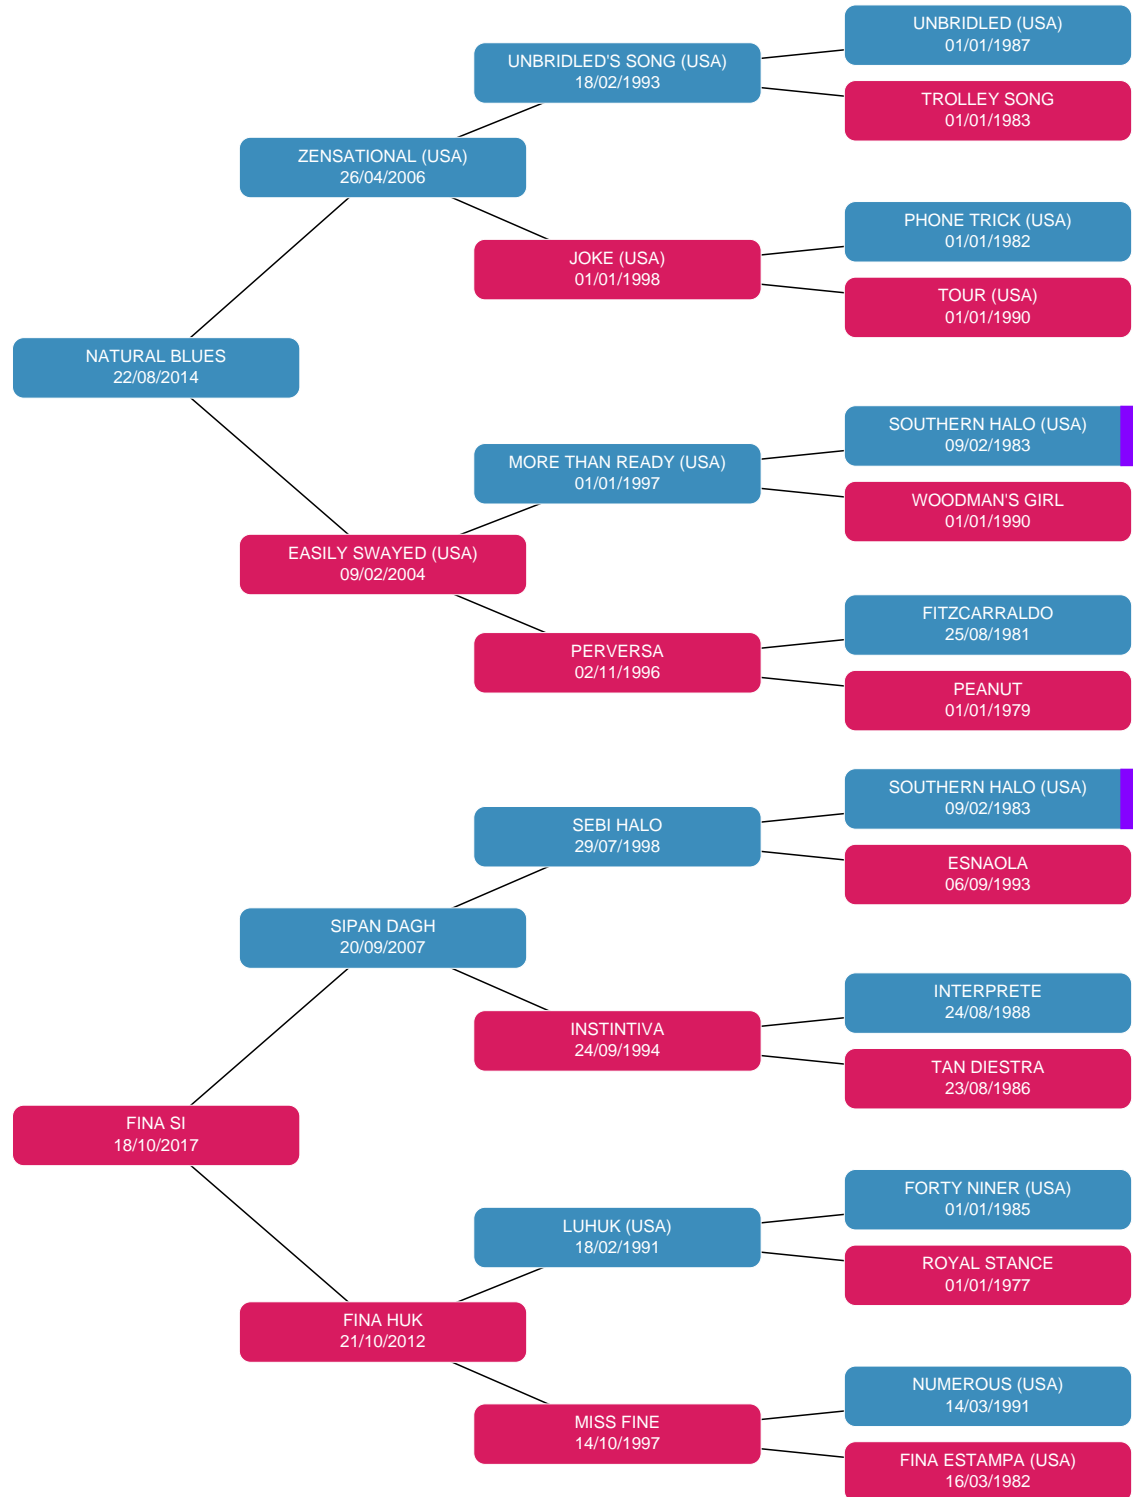 UNBRIDLED (USA)
01/01/1987
UNBRIDLED'S SONG (USA)
18/02/1993
TROLLEY SONG
01/01/1983
ZENSATIONAL (USA)
26/04/2006
PHONE TRICK (USA)
01/01/1982
JOKE (USA)
01/01/1998
TOUR (USA)
01/01/1990
NATURAL BLUES
22/08/2014
SOUTHERN HALO (USA)
09/02/1983
MORE THAN READY (USA)
01/01/1997
WOODMAN'S GIRL
01/01/1990
EASILY SWAYED (USA)
09/02/2004
FITZCARRALDO
25/08/1981
PERVERSA
02/11/1996
PEANUT
01/01/1979
SOUTHERN HALO (USA)
09/02/1983
SEBI HALO
29/07/1998
ESNAOLA
06/09/1993
SIPAN DAGH
20/09/2007
INTERPRETE
24/08/1988
INSTINTIVA
24/09/1994
TAN DIESTRA
23/08/1986
FINA SI
18/10/2017
FORTY NINER (USA)
01/01/1985
LUHUK (USA)
18/02/1991
ROYAL STANCE
01/01/1977
FINA HUK
21/10/2012
NUMEROUS (USA)
14/03/1991
MISS FINE
14/10/1997
FINA ESTAMPA (USA)
16/03/1982